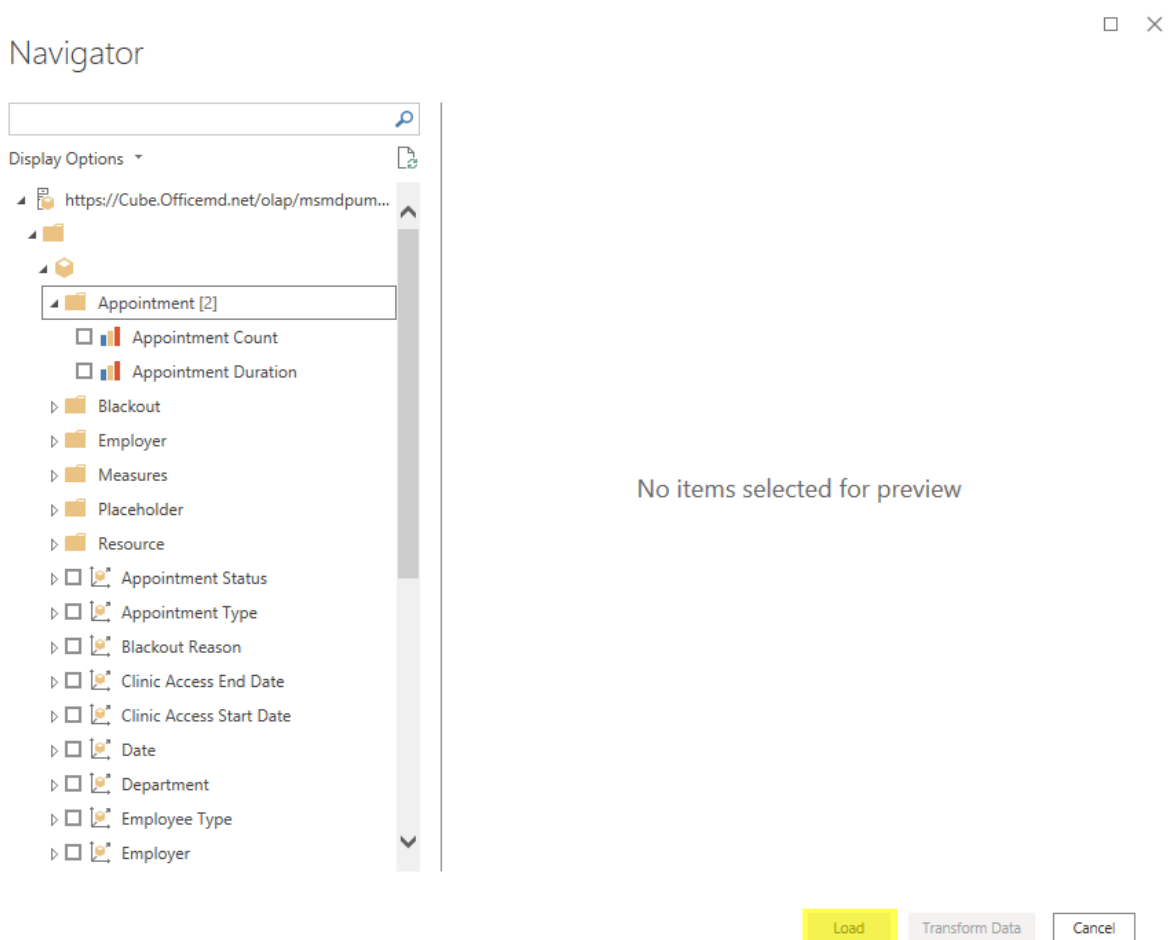 Navigator
Display Options
https://Cube.Officemd.net/olap/msmdpum...
Appointment [2]
Appointment Count
Appointment Duration
Blackout
Employer
Measures
Placeholder
Resource
Appointment Status
Appointment Type
Blackout Reason
Clinic Access End Date
Clinic Access Start Date
Date
Department
Employee Type
Employer
No items selected for preview
Load Transform Data Cancel